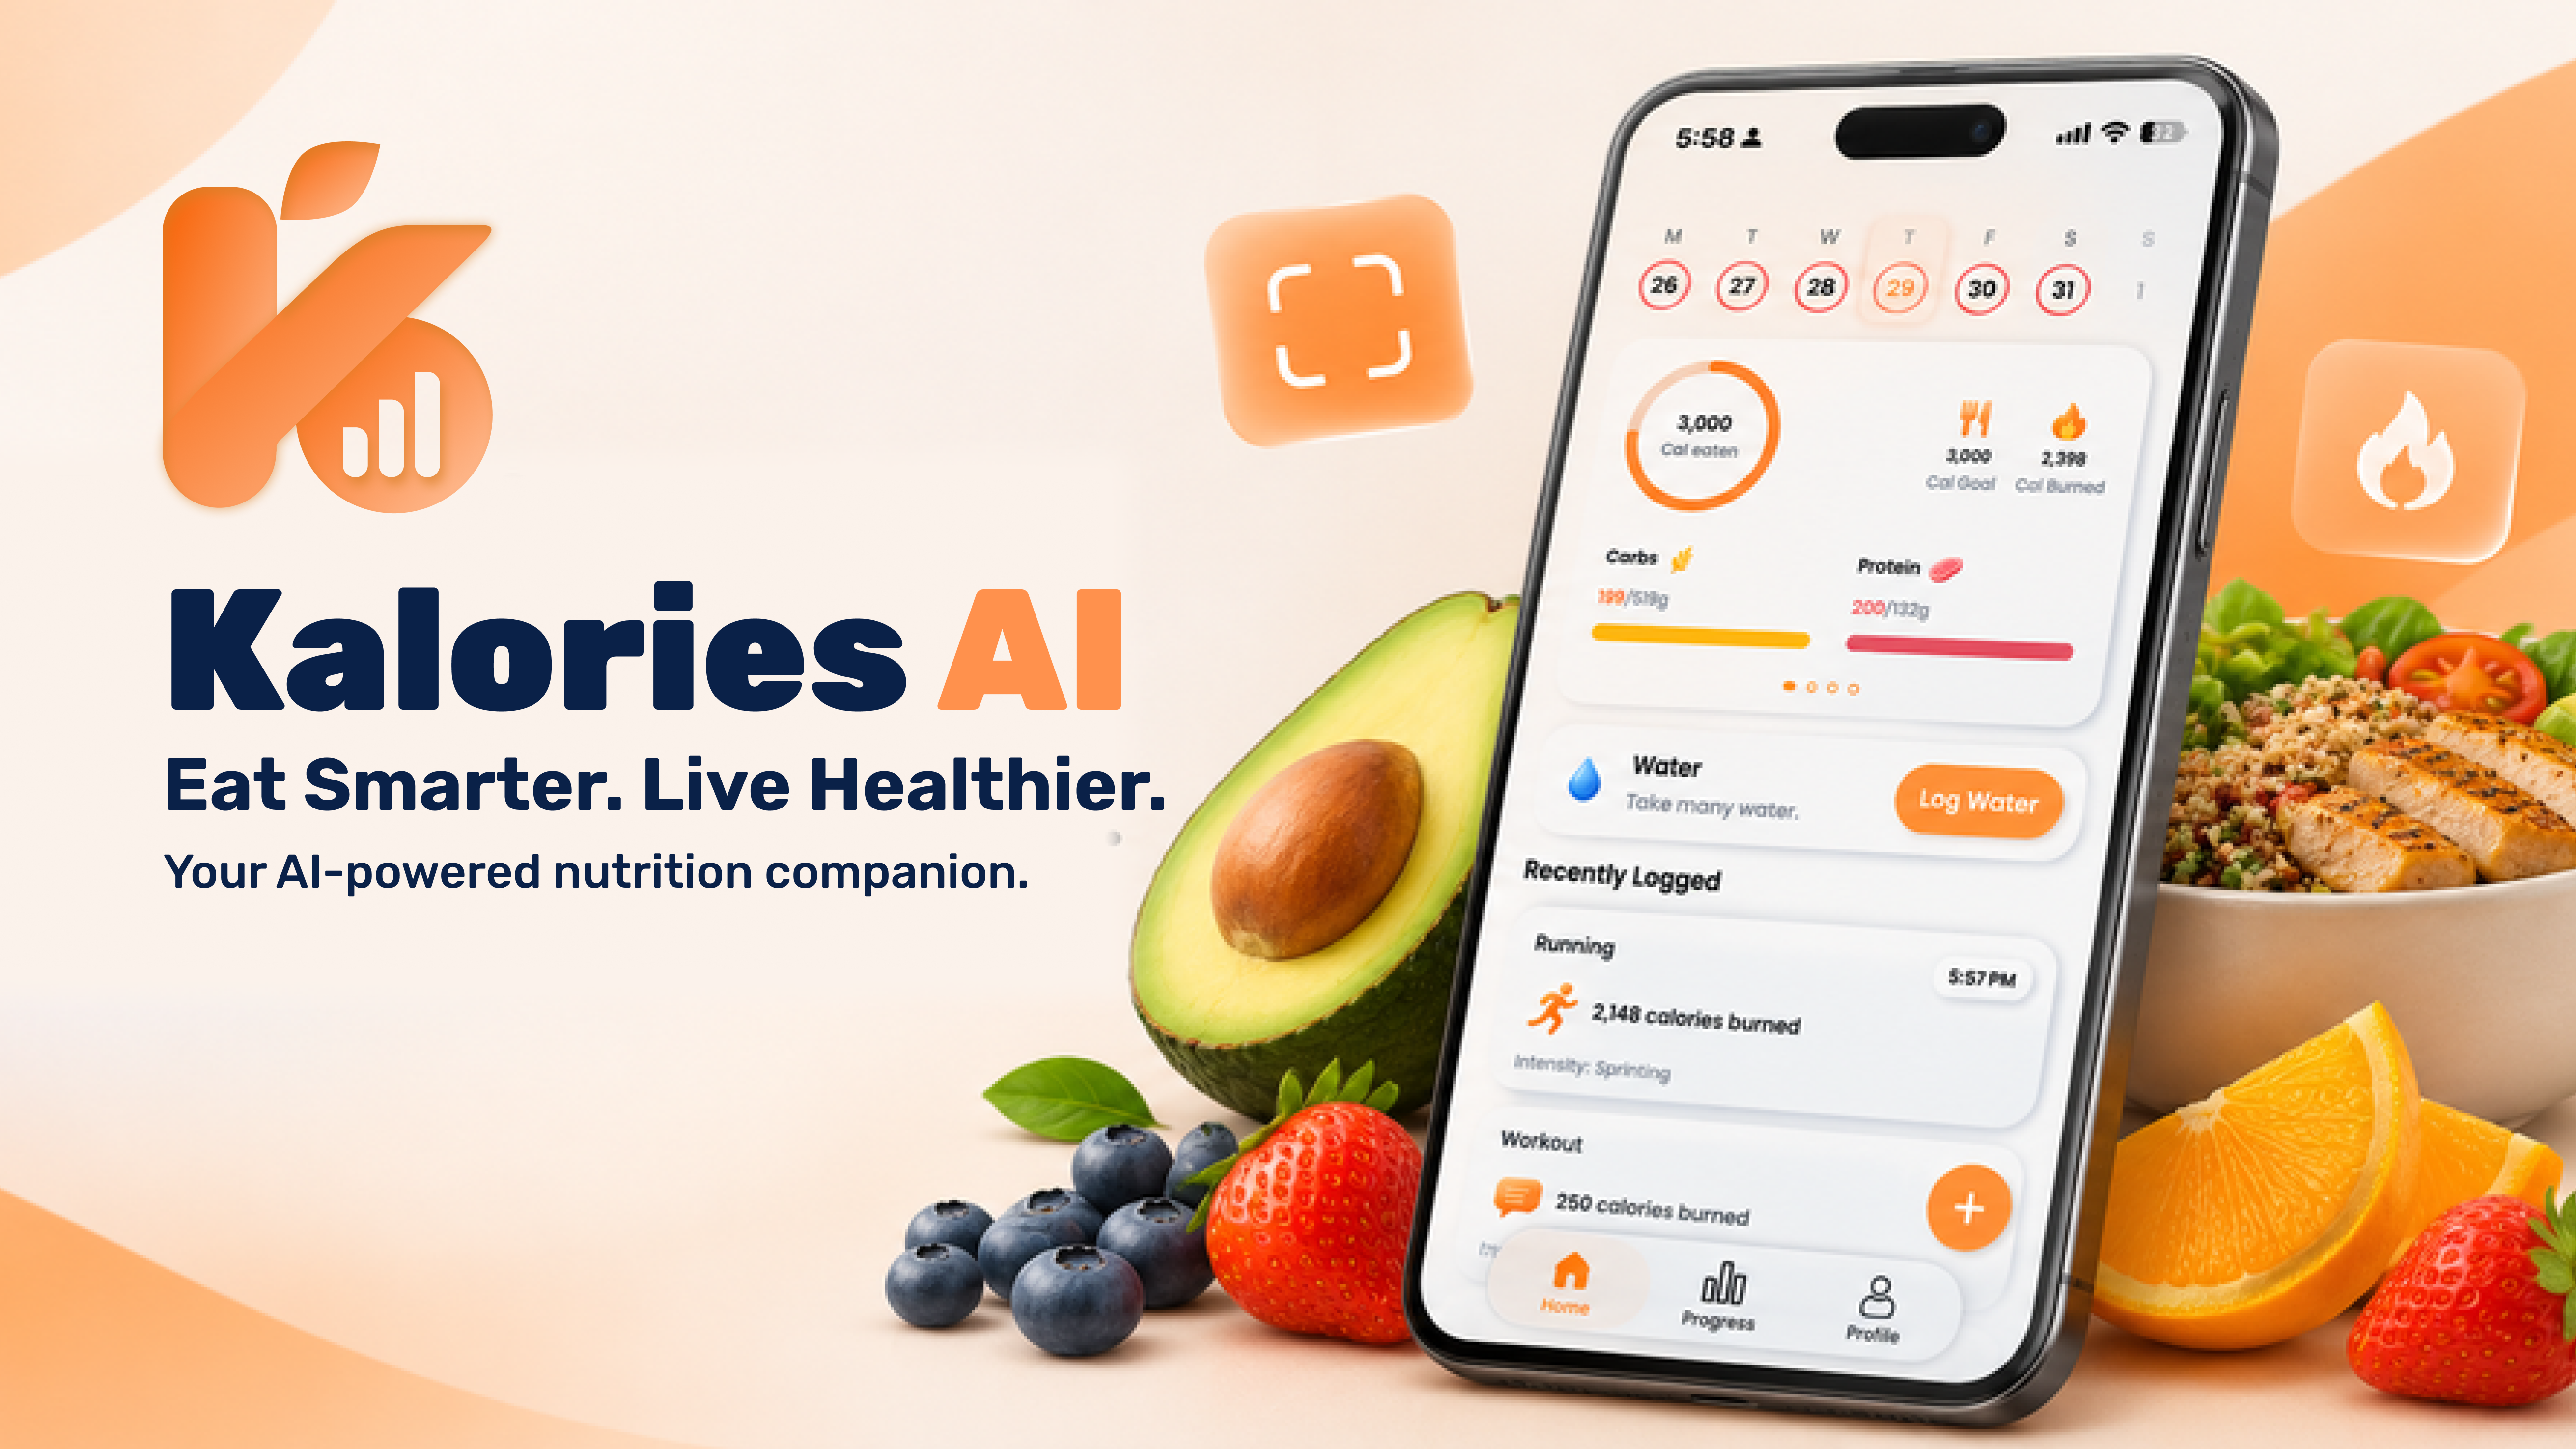 Kalories AI
Eat Smarter. Live Healthier.
Your AI-powered nutrition companion.
5:58
32
M T W T F S S
26 27 28 29 30 31 1
3,000
Cal eaten
3,000
Cal Goal
2,398
Cal Burned
Carbs
199/519g
Protein
200/132g
Water
Take many water.
Log Water
Recently Logged
Running
5:57 PM
2,148 calories burned
Intensity: Sprinting
Workout
250 calories burned
Home
Progress
Profile